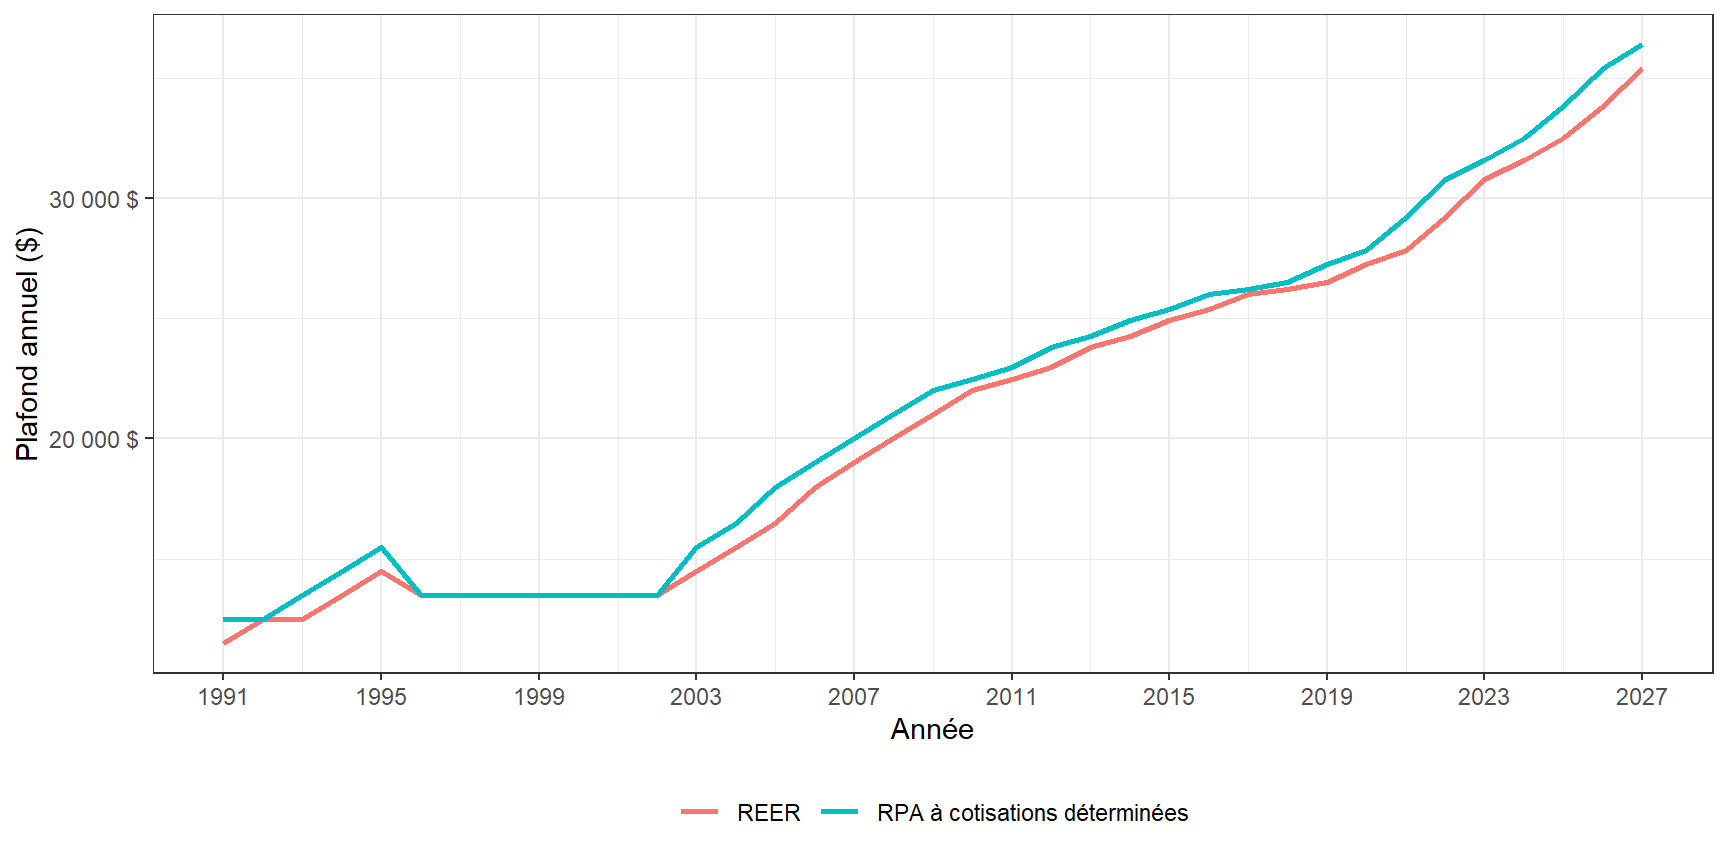 Plafond annuel ($)
30 000 $
20 000 $
1991 1995 1999 2003 2007 2011 2015 2019 2023 2027
Année
REER RPA à cotisations déterminées